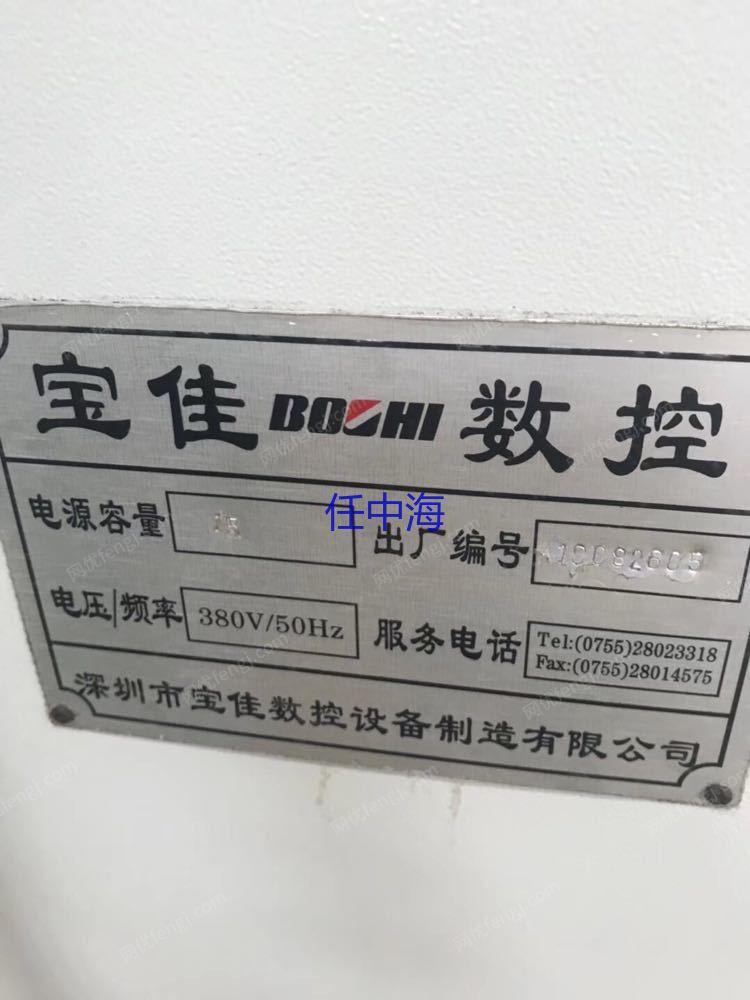 宝佳 BOSHI 数控
电源容量 出厂编号 10082605
任中海
电压/频率 380V/50Hz 服务电话 Tel:(0755)28023318
Fax:(0755)28014575
深圳市宝佳数控设备制造有限公司